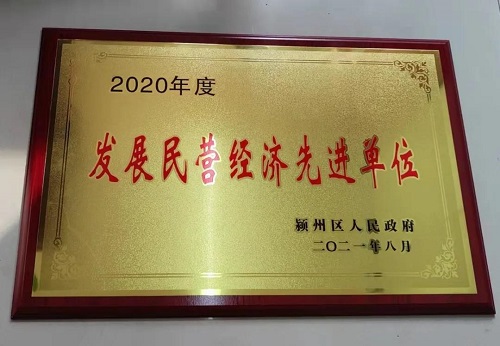 2020年度
发展民营经济先进单位
颍州区人民政府
二〇二一年八月